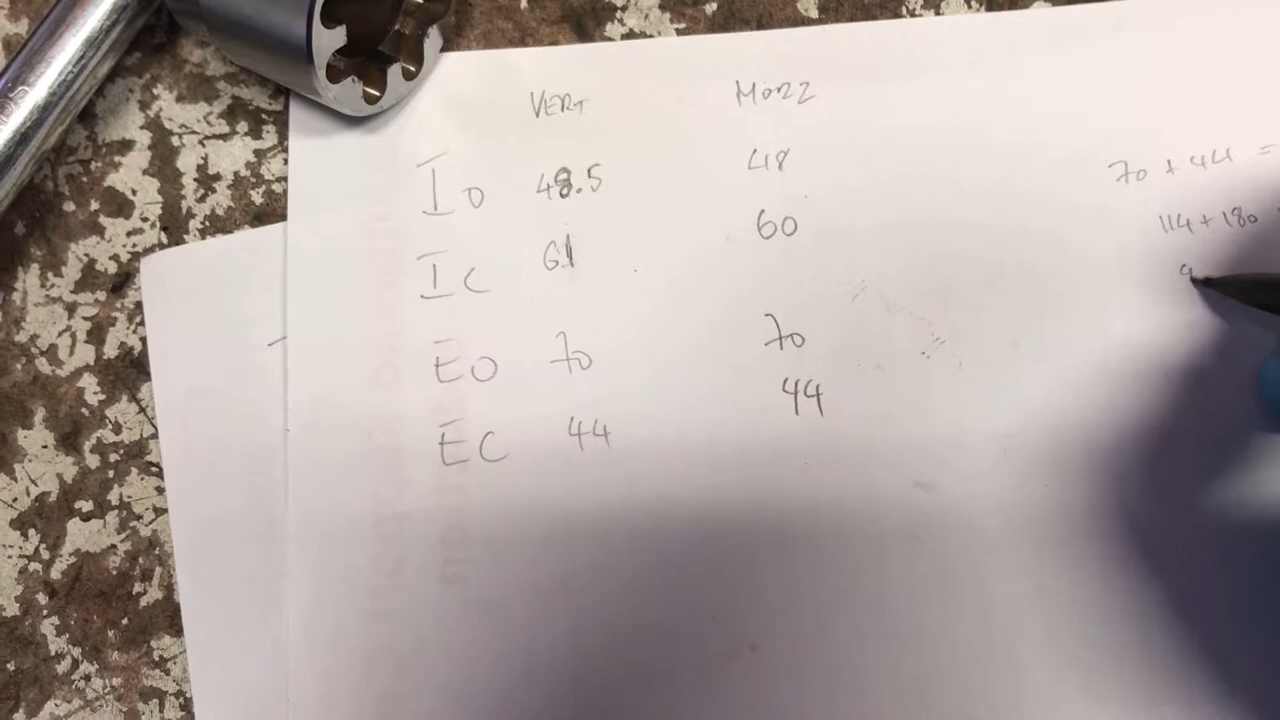 VERT HORZ
IO 48.5 48
IC 61 60
EO 70 70
EC 44 44
70 + 44 =
114 + 180